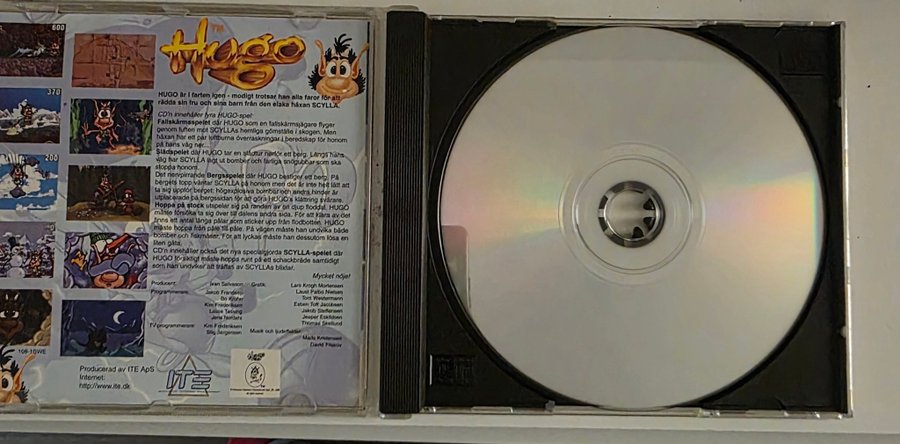 600
370
200
Hugo™
HUGO är i farten igen - modigt trotsar han alla faror för att
rädda sin fru och sina barn från den elaka häxan SCYLLA.
CD'n innehåller fyra HUGO-spel:
Fallskärmsspelet där HUGO som en fallskärmsjägare flyger
genom luften mot SCYLLAs hemliga gömställe i skogen. Men
häxan har ett par luftburna överraskningar i beredskap för honom
på hans väg ner...
Slädspelet där HUGO tar en slädtur nerför ett berg. Längs hans
väg har SCYLLA lagt ut bomber och farliga snögubbar som ska
stoppa honom.
Det nervpirrande Bergsspelet där HUGO bestiger ett berg. På
bergets topp väntar SCYLLA på honom men det är inte helt lätt att
ta sig uppför berget: högexplosiva bomber och andra hinder är
utplacerade på bergssidan för att göra HUGOs klättring svårare.
Hoppa på stock utspelar sig på randen av en djup floddal. HUGO
måste försöka ta sig över till dalens andra sida. För att klara av det
finns ett antal långa pålar som sticker upp från flodbotten. HUGO
måste hoppa från påle till påle. På vägen måste han undvika både
bomber och fiskmåsar. För att lyckas måste han dessutom lösa en
liten gåta.
CD'n innehåller också det nya specialgjorda SCYLLA-spelet där
HUGO försiktigt måste hoppa runt på ett schackbräde samtidigt
som han undviker att träffas av SCYLLAs blixtar.
Mycket nöje!
Producent: Ivan Sølvason
Programmerare: Jakob Frandsen
Bo Krohn
Kim Frederiksen
Lasse Tassing
Jens Nordahl
TV-programmerare: Kim Frederiksen
Stig Jørgensen
Grafik: Lars Krogh Mortensen
Laust Palbo Nielsen
Tom Westermann
Esben Toft Jacobsen
Jakob Steffensen
Jesper Eskildsen
Thomas Skellund
Musik och ljudeffekter:
Mads Kristensen
David Filskov
108-10WE
Producerad av ITE ApS
Internet:
http://www.ite.dk
ITE